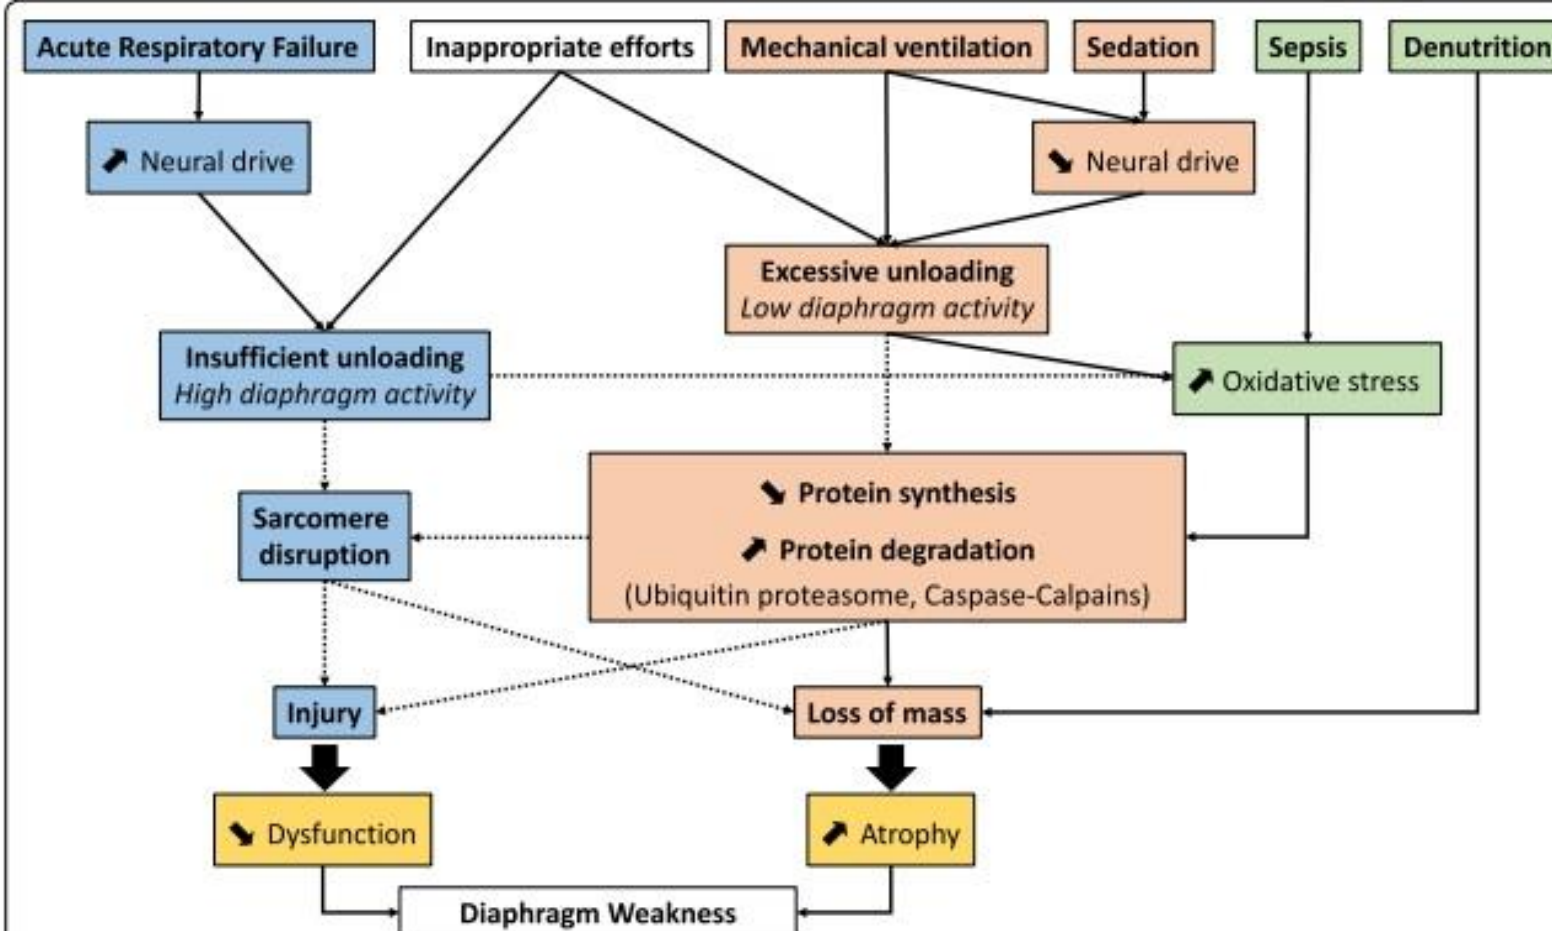 Acute Respiratory Failure
Inappropriate efforts
Mechanical ventilation
Sedation
Sepsis
Denutrition
Neural drive
Neural drive
Excessive unloading
Low diaphragm activity
Insufficient unloading
High diaphragm activity
Oxidative stress
Protein synthesis
Protein degradation
(Ubiquitin proteasome, Caspase-Calpains)
Sarcomere
disruption
Injury
Loss of mass
Dysfunction
Atrophy
Diaphragm Weakness